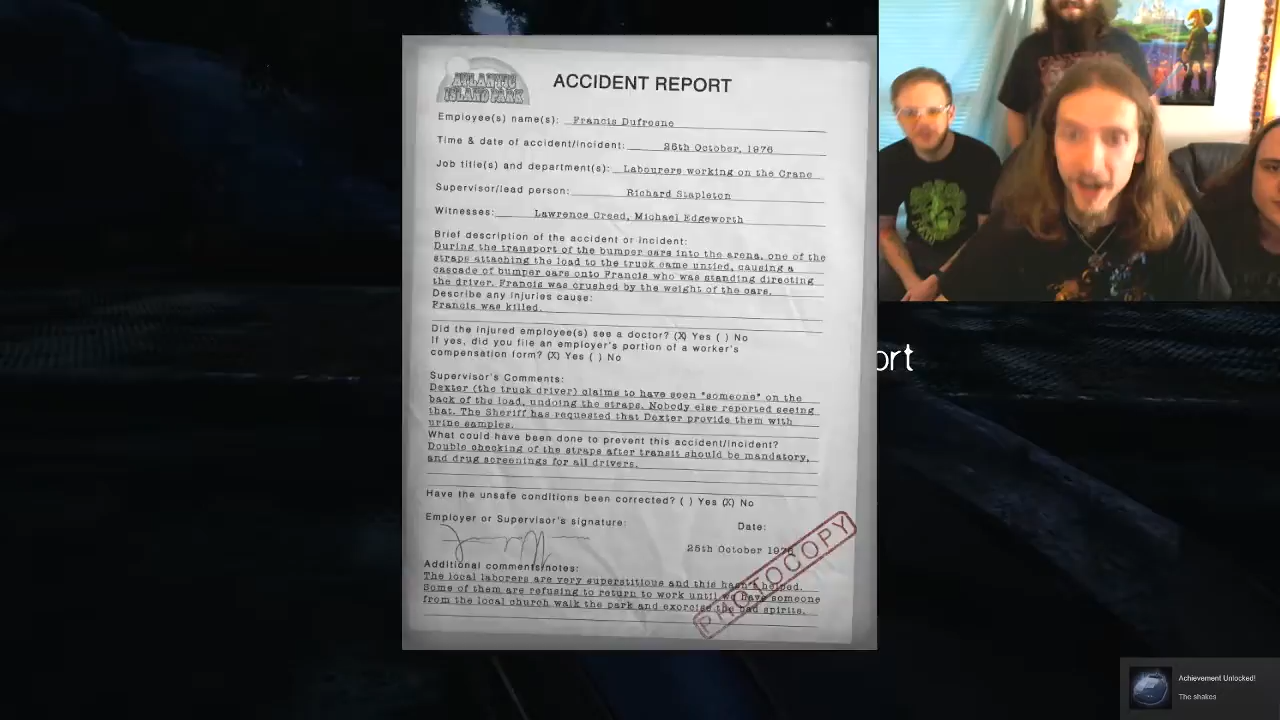 ATLANTIC
ISLAND PARK
ACCIDENT REPORT
Employee(s) name(s): Francis Dufresne
Time & date of accident/incident: 25th October, 1976
Job title(s) and department(s): Labourers working on the Crane
Supervisor/lead person: Richard Stapleton
Witnesses: Lawrence Creed, Michael Edgeworth
Brief description of the accident or incident:
During the transport of the bumper cars into the arena, one of the
straps attaching the load to the truck came untied, causing a
cascade of bumper cars onto Francis who was standing directing
the driver. Francis was crushed by the weight of the cars.
Describe any injuries cause:
Francis was killed.
Did the injured employee(s) see a doctor? (X) Yes ( ) No
If yes, did you file an employer's portion of a worker's
compensation form? (X) Yes ( ) No
Supervisor's Comments:
Dexter (the truck driver) claims to have seen "someone" on the
back of the load, undoing the straps. Nobody else reported seeing
that. The Sheriff has requested that Dexter provide them with
urine samples.
What could have been done to prevent this accident/incident?
Double checking of the straps after transit should be mandatory,
and drug screenings for all drivers.
Have the unsafe conditions been corrected? ( ) Yes (X) No
Employer or Supervisor's signature:
Date:
25th October 1976
Additional comments/notes:
The local laborers are very superstitious and this hasn't helped.
Some of them are refusing to return to work until we have someone
from the local church walk the park and exorcise the bad spirits.
PHOTOCOPY
ort
Achievement Unlocked!
The shakes